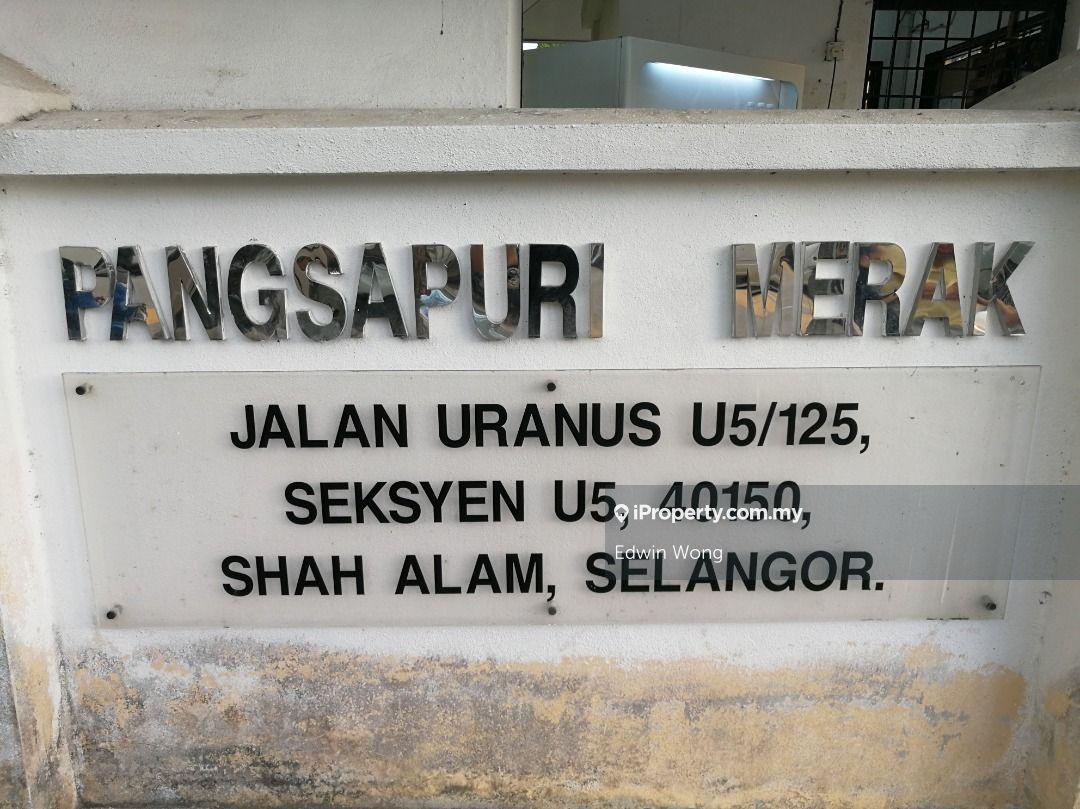 PANGSAPURI MERAK
JALAN URANUS U5/125,
SEKSYEN U5, 40150,
iProperty.com.my
Edwin Wong
SHAH ALAM, SELANGOR.